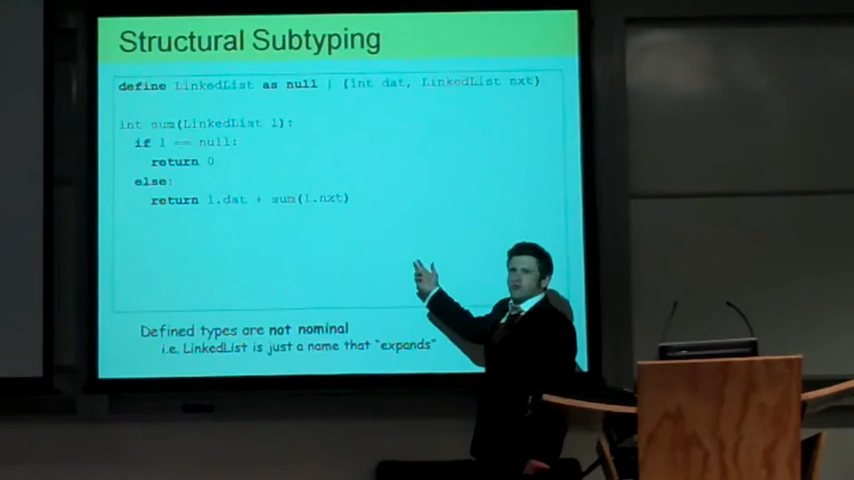 Structural Subtyping
define LinkedList as null | (int dat, LinkedList nxt)
int sum(LinkedList l):
if l == null:
return 0
else:
return l.dat + sum(l.nxt)
Defined types are not nominal
i.e. LinkedList is just a name that "expands"